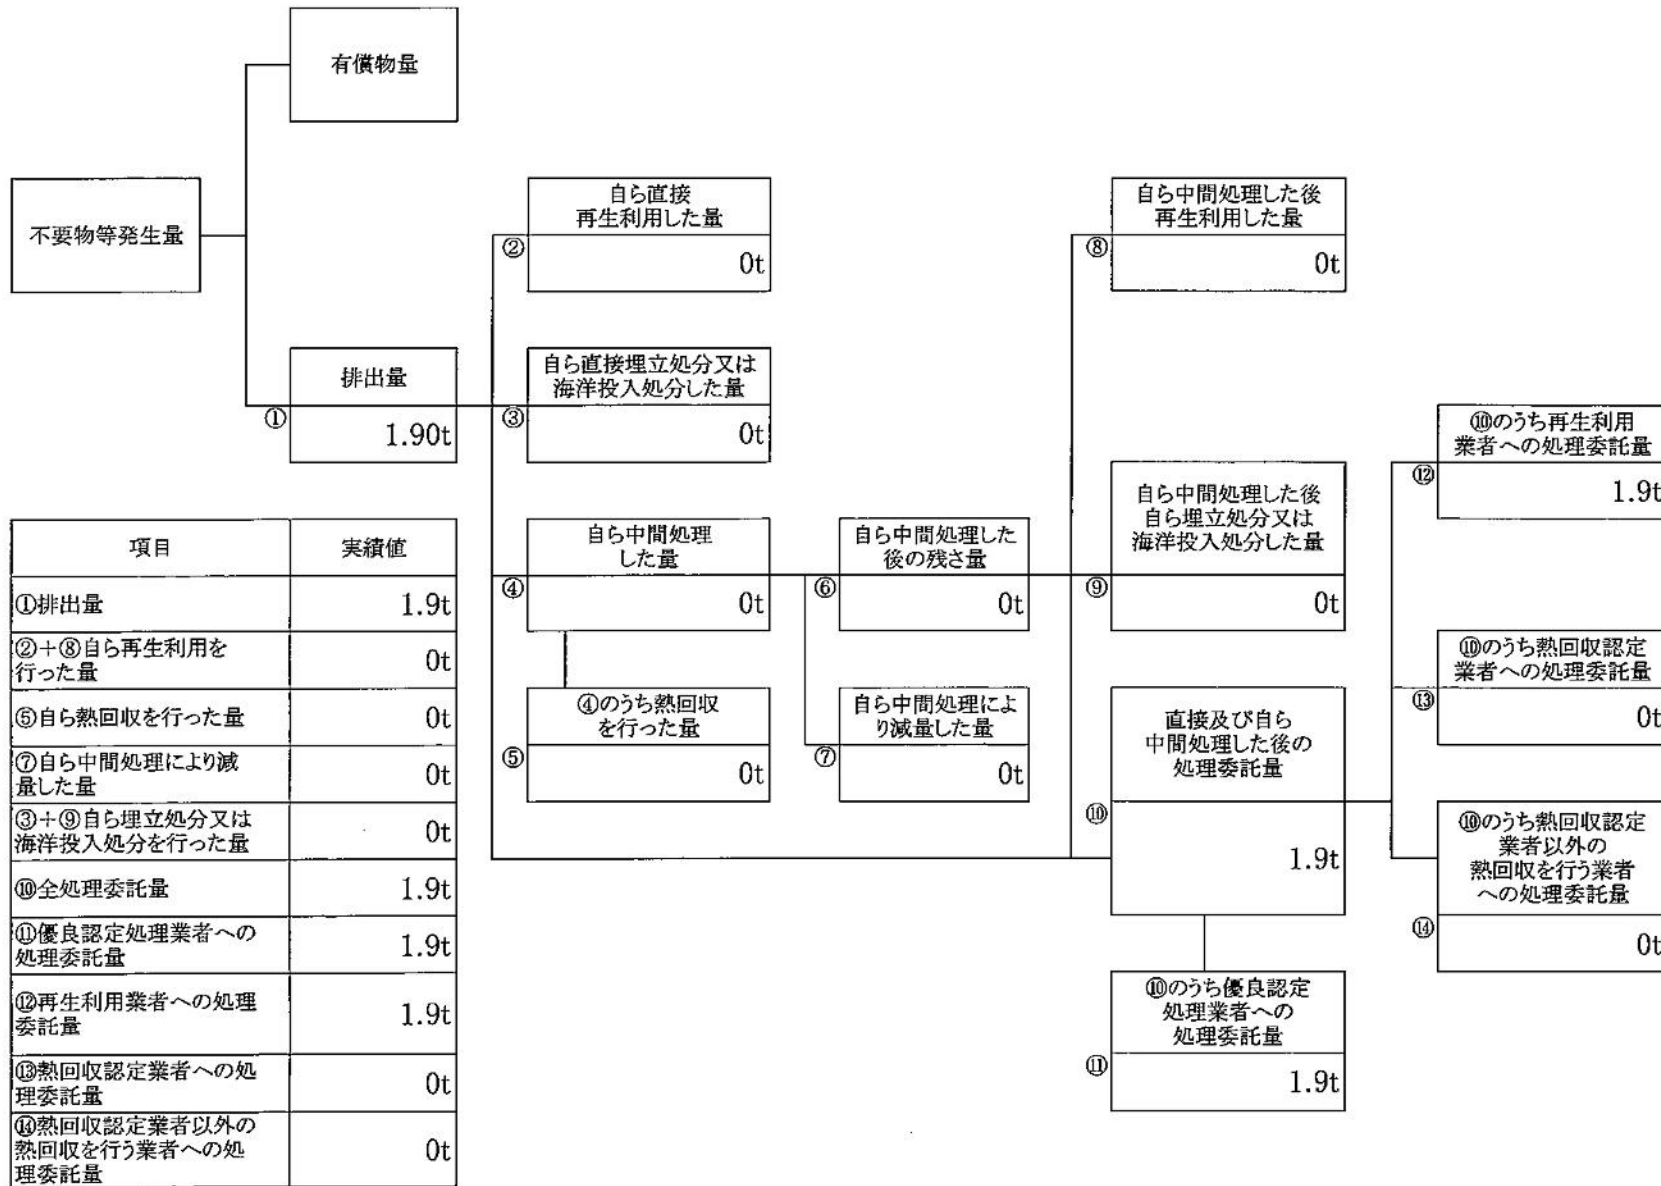 有償物量
不要物等発生量
排出量
①
1.90t
自ら直接
再生利用した量
②
0t
自ら直接埋立処分又は
海洋投入処分した量
③
0t
自ら中間処理
した量
④
0t
④のうち熱回収
を行った量
⑤
0t
自ら中間処理した
後の残さ量
⑥
0t
自ら中間処理によ
り減量した量
⑦
0t
自ら中間処理した後
再生利用した量
⑧
0t
自ら中間処理した後
自ら埋立処分又は
海洋投入処分した量
⑨
0t
直接及び自ら
中間処理した後の
処理委託量
⑩
1.9t
⑩のうち優良認定
処理業者への
処理委託量
⑪
1.9t
⑩のうち再生利用
業者への処理委託量
⑫
1.9t
⑩のうち熱回収認定
業者への処理委託量
⑬
0t
⑩のうち熱回収認定
業者以外の
熱回収を行う業者
への処理委託量
⑭
0t
項目 実績値
①排出量 1.9t
②+⑧自ら再生利用を
行った量 0t
⑤自ら熱回収を行った量 0t
⑦自ら中間処理により減
量した量 0t
③+⑨自ら埋立処分又は
海洋投入処分を行った量 0t
⑩全処理委託量 1.9t
⑪優良認定処理業者への
処理委託量 1.9t
⑫再生利用業者への処理
委託量 1.9t
⑬熱回収認定業者への処
理委託量 0t
⑭熱回収認定業者以外の
熱回収を行う業者への処
理委託量 0t